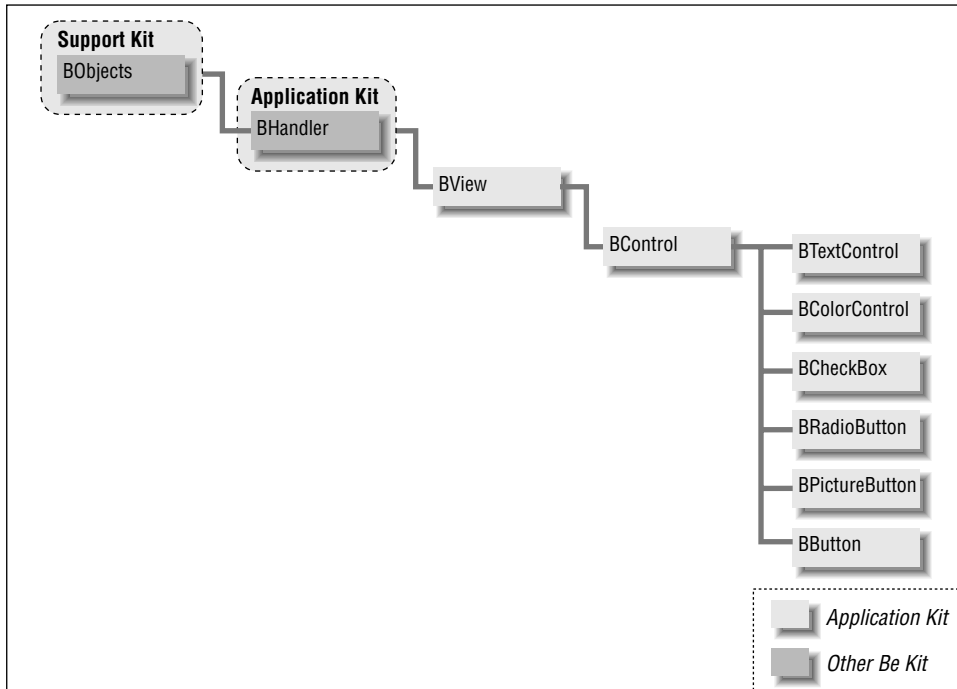 Support Kit
BObjects
Application Kit
BHandler
BView
BControl
BTextControl
BColorControl
BCheckBox
BRadioButton
BPictureButton
BButton
Application Kit
Other Be Kit